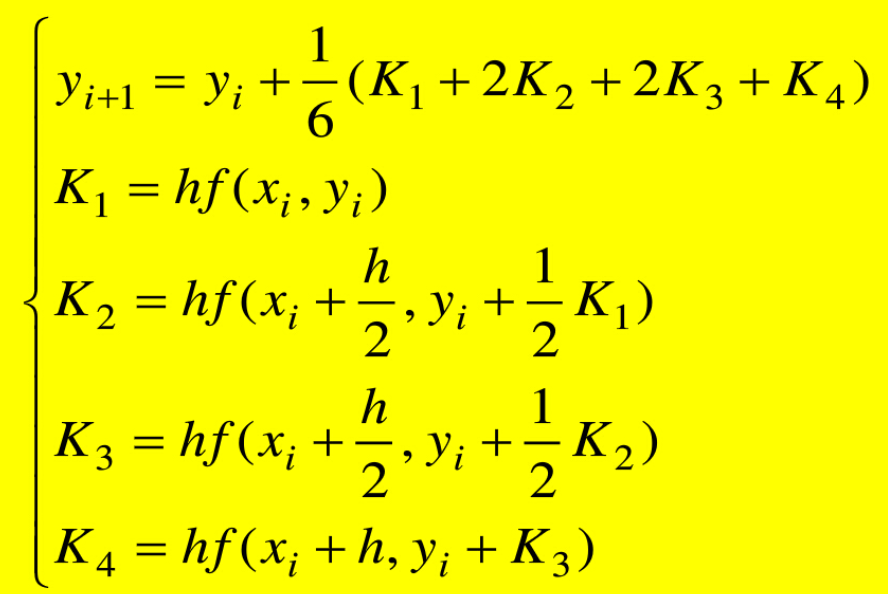 y_{i+1} = y_i + \frac{1}{6}(K_1 + 2K_2 + 2K_3 + K_4)
K_1 = hf(x_i, y_i)
K_2 = hf(x_i + \frac{h}{2}, y_i + \frac{1}{2}K_1)
K_3 = hf(x_i + \frac{h}{2}, y_i + \frac{1}{2}K_2)
K_4 = hf(x_i + h, y_i + K_3)